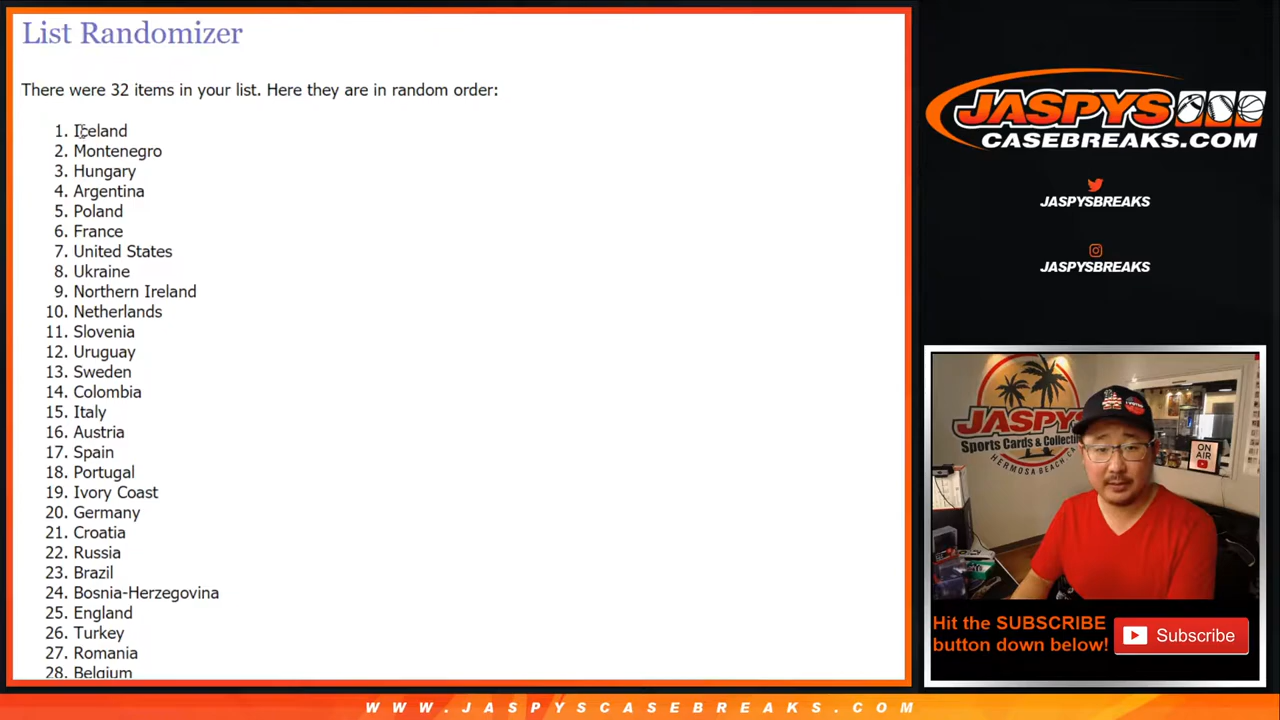 List Randomizer
There were 32 items in your list. Here they are in random order:
1. Iceland
2. Montenegro
3. Hungary
4. Argentina
5. Poland
6. France
7. United States
8. Ukraine
9. Northern Ireland
10. Netherlands
11. Slovenia
12. Uruguay
13. Sweden
14. Colombia
15. Italy
16. Austria
17. Spain
18. Portugal
19. Ivory Coast
20. Germany
21. Croatia
22. Russia
23. Brazil
24. Bosnia-Herzegovina
25. England
26. Turkey
27. Romania
28. Belgium
JASPYS
CASEBREAKS.COM
JASPYSBREAKS
JASPYSBREAKS
JASPYS
Sports Cards & Collectib
HERMOSA BEACH, CA
ON
AIR
Hit the SUBSCRIBE
button down below!
Subscribe
WWW.JASPYSCASEBREAKS.COM